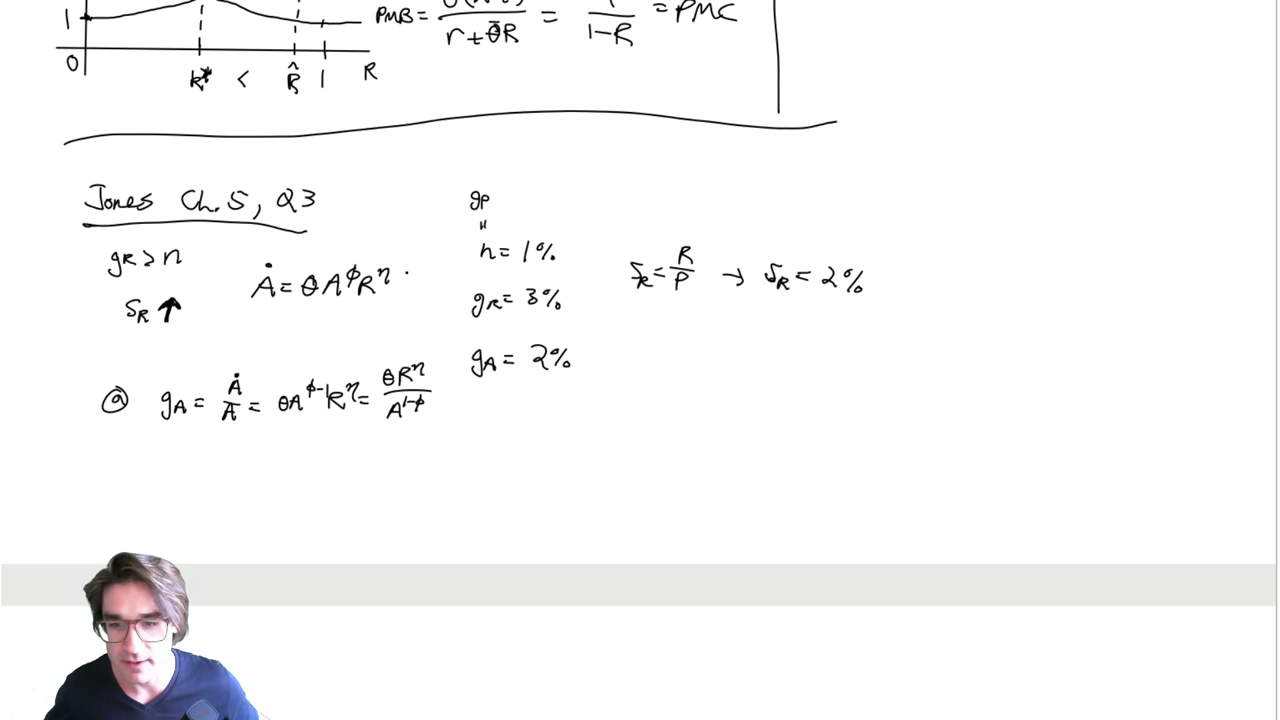 1
PMB = r + θ̄R = 1 - R = PMC
0 R* < R̂ 1 R
Jones Ch. 5, Q3
gR > n
sR ↑
Ȧ = θA^ϕR^η
gP
"
n = 1%
gR = 3%
gA = 2%
sR = R/P → sR = 2%
ⓐ gA = Ȧ/A = θA^(ϕ-1)R^η = θR^η/A^(1-ϕ)